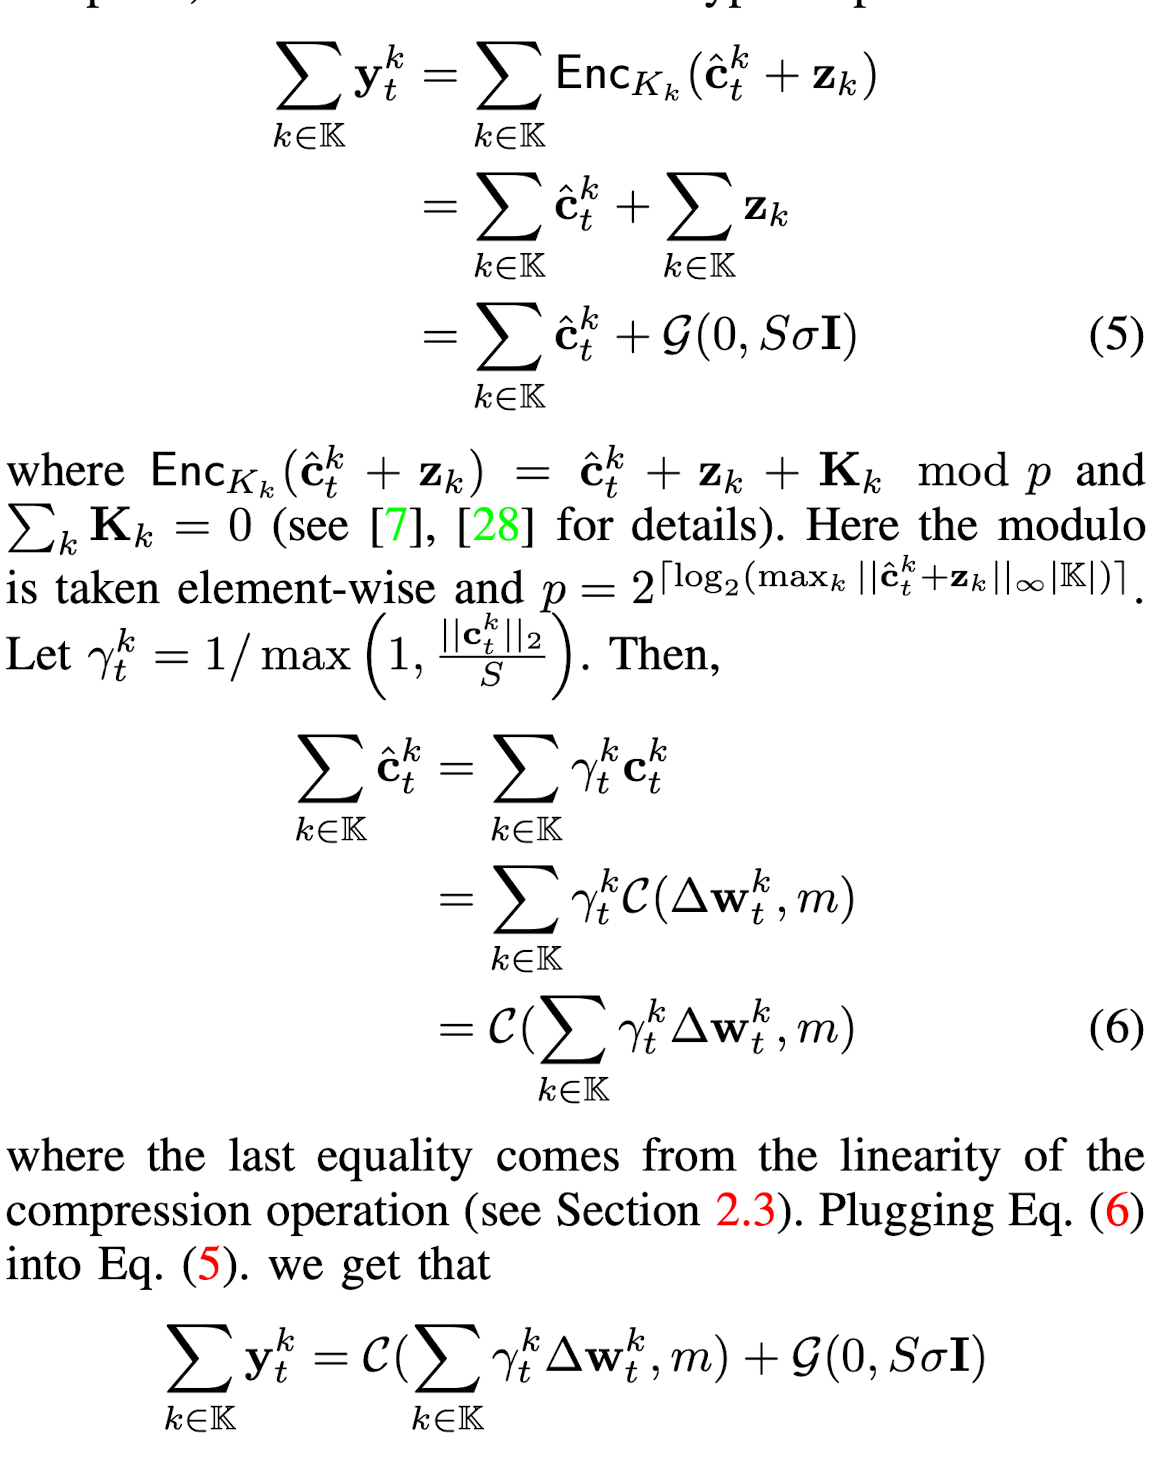 $\sum_{k\in\mathbb{K}} \mathbf{y}_t^k = \sum_{k\in\mathbb{K}} \mathsf{Enc}_{K_k}(\hat{\mathbf{c}}_t^k + \mathbf{z}_k)$
$= \sum_{k\in\mathbb{K}} \hat{\mathbf{c}}_t^k + \sum_{k\in\mathbb{K}} \mathbf{z}_k$
$= \sum_{k\in\mathbb{K}} \hat{\mathbf{c}}_t^k + \mathcal{G}(0, S\sigma\mathbf{I})$ (5)
where $\mathsf{Enc}_{K_k}(\hat{\mathbf{c}}_t^k + \mathbf{z}_k) = \hat{\mathbf{c}}_t^k + \mathbf{z}_k + \mathbf{K}_k \mod p$ and
$\sum_k \mathbf{K}_k = 0$ (see [7], [28] for details). Here the modulo
is taken element-wise and $p = 2^{\lceil \log_2(\max_k ||\hat{\mathbf{c}}_t^k + \mathbf{z}_k||_\infty |\mathbb{K}|) \rceil}$.
Let $\gamma_t^k = 1/\max\left(1, \frac{||\mathbf{c}_t^k||_2}{S}\right)$. Then,
$\sum_{k\in\mathbb{K}} \hat{\mathbf{c}}_t^k = \sum_{k\in\mathbb{K}} \gamma_t^k \mathbf{c}_t^k$
$= \sum_{k\in\mathbb{K}} \gamma_t^k \mathcal{C}(\Delta\mathbf{w}_t^k, m)$
$= \mathcal{C}(\sum_{k\in\mathbb{K}} \gamma_t^k \Delta\mathbf{w}_t^k, m)$ (6)
where the last equality comes from the linearity of the
compression operation (see Section 2.3). Plugging Eq. (6)
into Eq. (5). we get that
$\sum_{k\in\mathbb{K}} \mathbf{y}_t^k = \mathcal{C}(\sum_{k\in\mathbb{K}} \gamma_t^k \Delta\mathbf{w}_t^k, m) + \mathcal{G}(0, S\sigma\mathbf{I})$